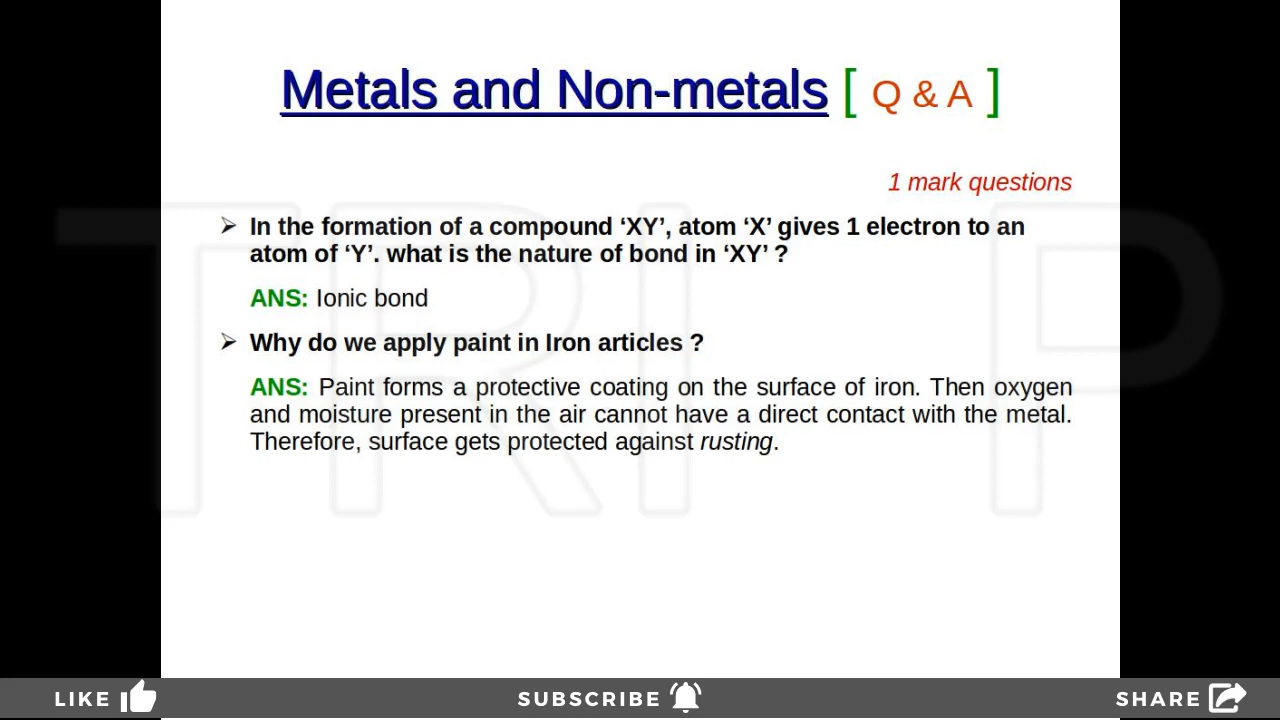 Metals and Non-metals [ Q & A ]
1 mark questions
➢ In the formation of a compound ‘XY’, atom ‘X’ gives 1 electron to an
atom of ‘Y’. what is the nature of bond in ‘XY’ ?
ANS: Ionic bond
➢ Why do we apply paint in Iron articles ?
ANS: Paint forms a protective coating on the surface of iron. Then oxygen
and moisture present in the air cannot have a direct contact with the metal.
Therefore, surface gets protected against rusting.
TRI P
LIKE SUBSCRIBE SHARE